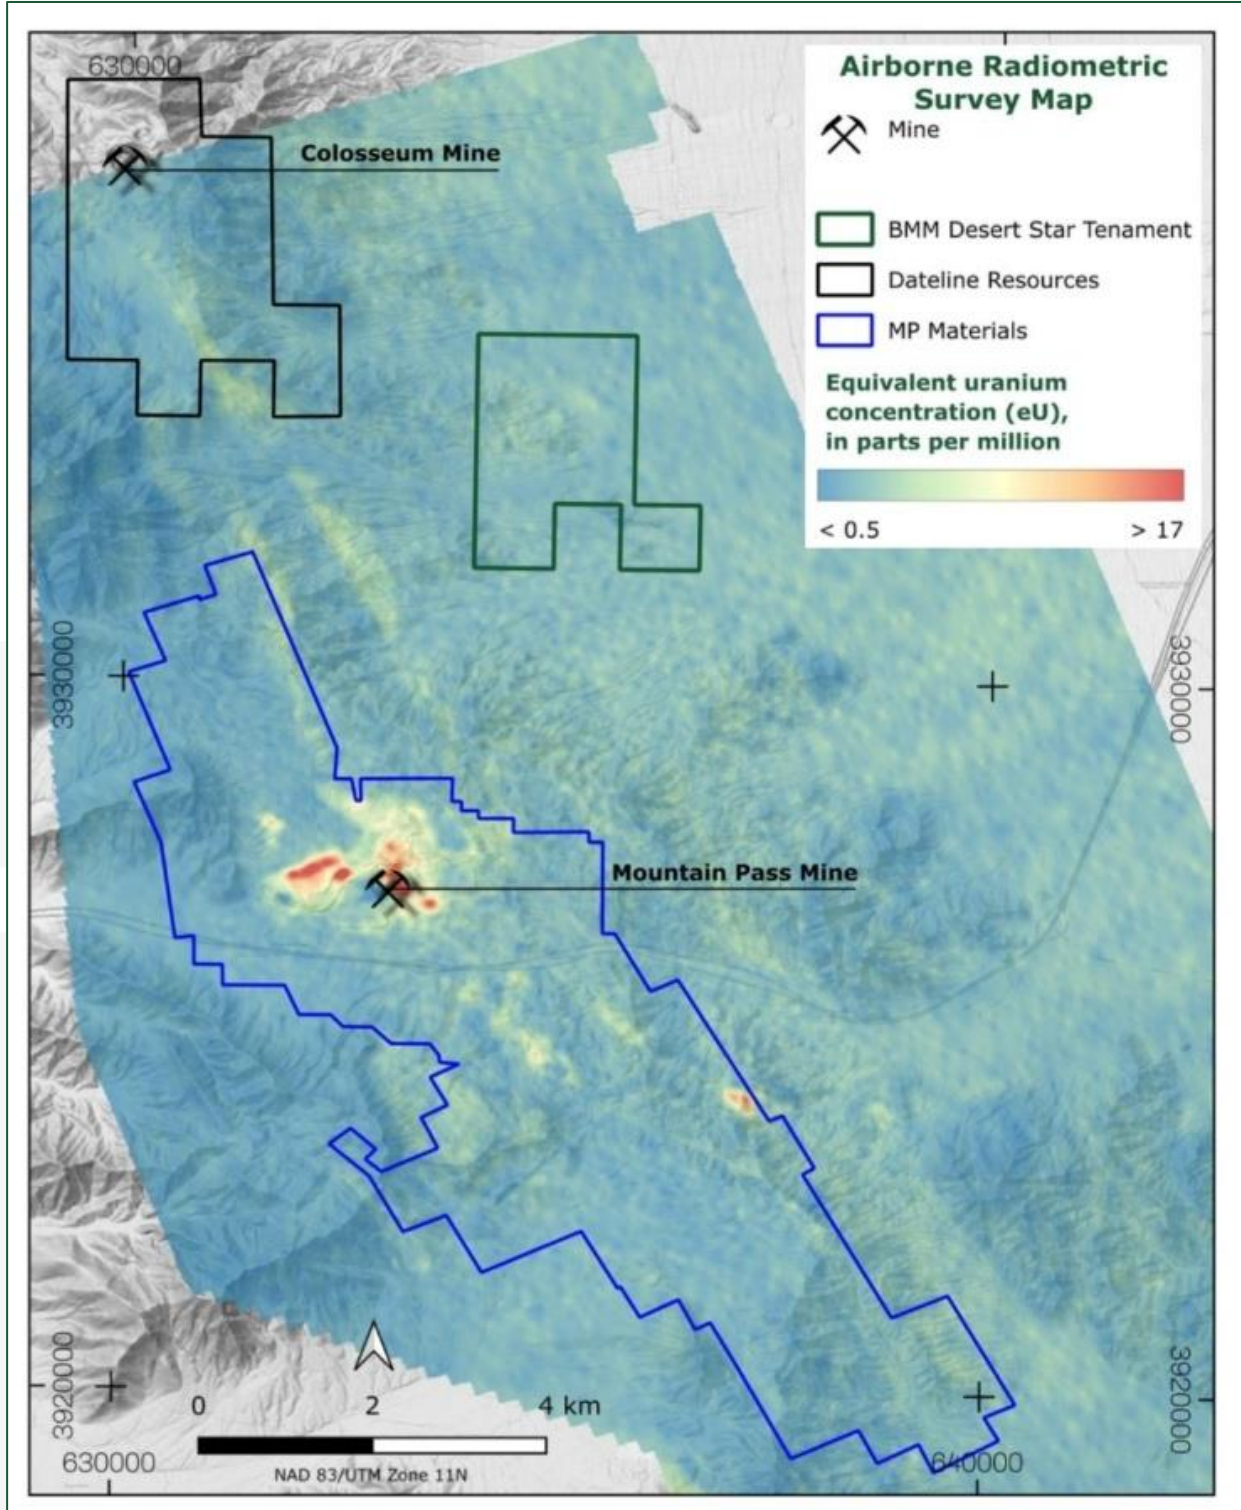 630000
Airborne Radiometric
Survey Map
Mine
Colosseum Mine
BMM Desert Star Tenament
Dateline Resources
MP Materials
Equivalent uranium
concentration (eU),
in parts per million
< 0.5
> 17
3930000
3930000
Mountain Pass Mine
3920000
3920000
0
2
4 km
NAD 83/UTM Zone 11N
630000
640000